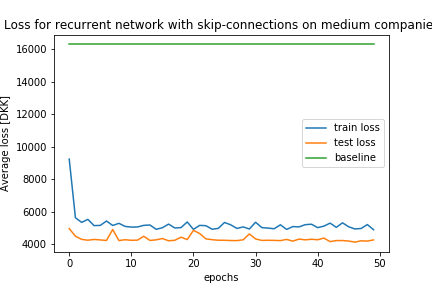 Loss for recurrent network with skip-connections on medium companie
Average loss [DKK]
16000
14000
12000
10000
8000
6000
4000
train loss
test loss
baseline
0
10
20
30
40
50
epochs